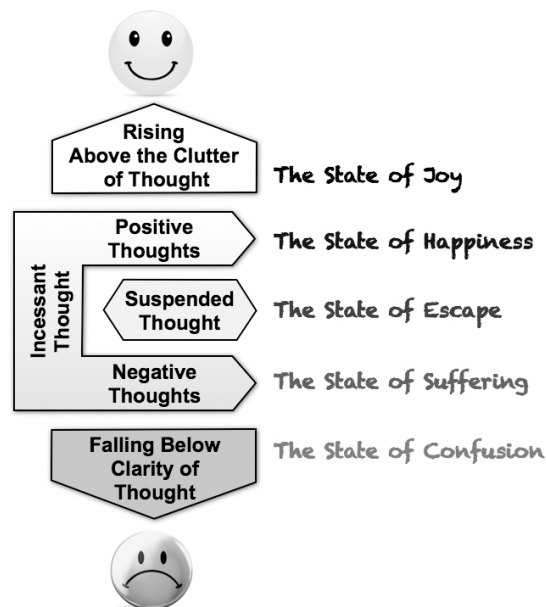 Rising
Above the Clutter
of Thought
The State of Joy
Incessant
Thought
Positive
Thoughts
The State of Happiness
Suspended
Thought
The State of Escape
Negative
Thoughts
The State of Suffering
Falling Below
Clarity of
Thought
The State of Confusion